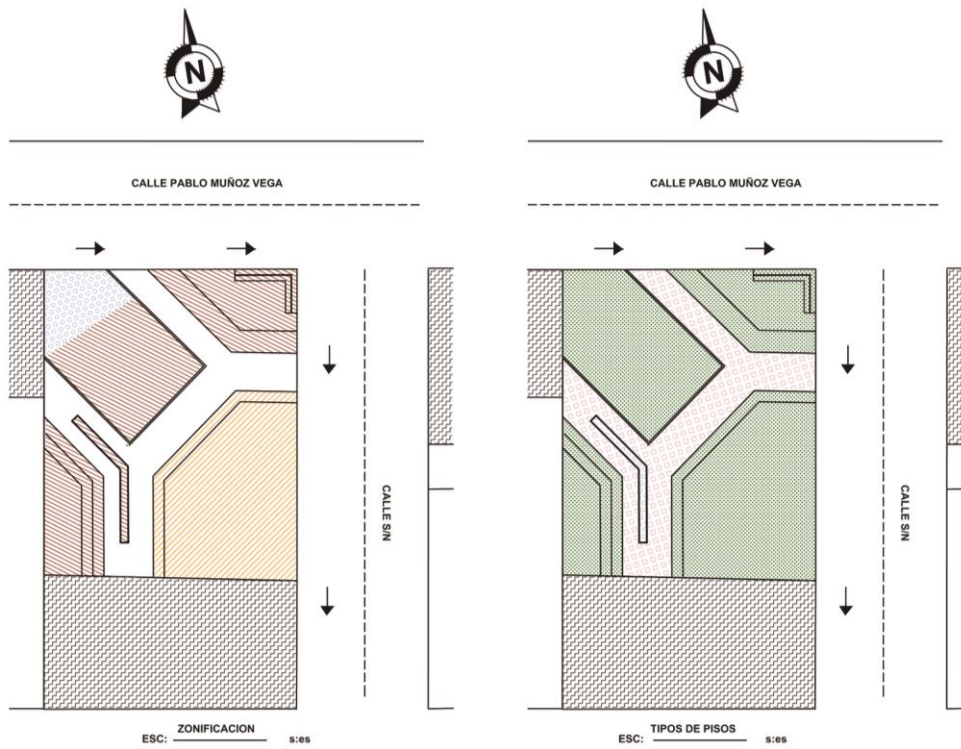 N
CALLE PABLO MUÑOZ VEGA
CALLE S/N
ZONIFICACION
ESC: s:es
N
CALLE PABLO MUÑOZ VEGA
CALLE S/N
TIPOS DE PISOS
ESC: s:es